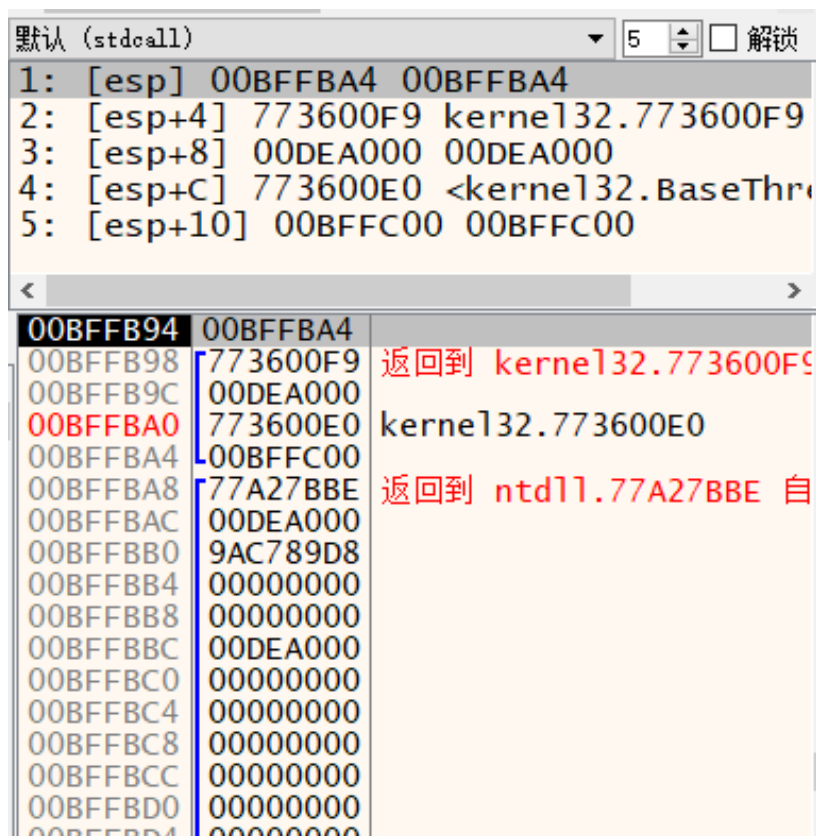 默认 (stdcall) 5 解锁
1: [esp] 00BFFBA4 00BFFBA4
2: [esp+4] 773600F9 kernel32.773600F9
3: [esp+8] 00DEA000 00DEA000
4: [esp+C] 773600E0 <kernel32.BaseThr
5: [esp+10] 00BFFC00 00BFFC00
00BFFB94 00BFFBA4
00BFFB98 773600F9 返回到 kernel32.773600F9
00BFFB9C 00DEA000
00BFFBA0 773600E0 kernel32.773600E0
00BFFBA4 00BFFC00
00BFFBA8 77A27BBE 返回到 ntdll.77A27BBE 自
00BFFBAC 00DEA000
00BFFBB0 9AC789D8
00BFFBB4 00000000
00BFFBB8 00000000
00BFFBBC 00DEA000
00BFFBC0 00000000
00BFFBC4 00000000
00BFFBC8 00000000
00BFFBCC 00000000
00BFFBD0 00000000
00BFFBD4 00000000